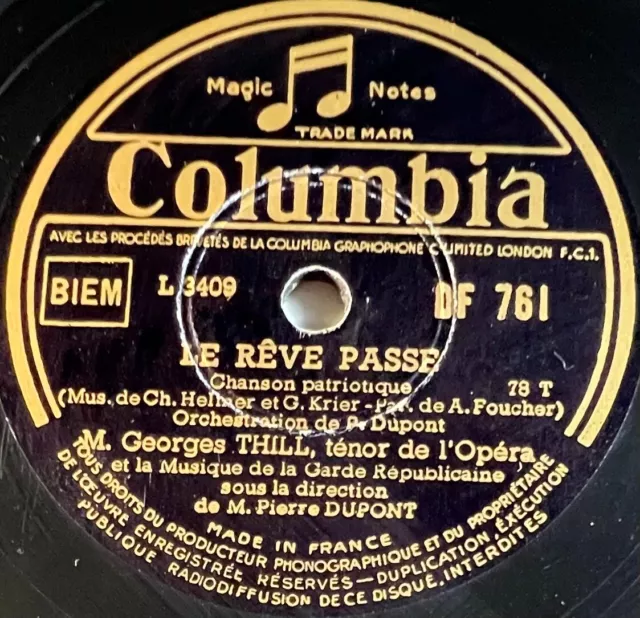 Magic Notes
TRADE MARK
Columbia
AVEC LES PROCÉDÉS BREVETÉS DE LA COLUMBIA GRAPHOPHONE Cº LIMITED LONDON F.C.1.
BIEM L 3409 DF 761
LE RÊVE PASSE
Chanson patriotique 78 T
(Mus. de Ch. Helmer et G. Krier - Par. de A. Foucher)
Orchestration de P. Dupont
M. Georges THILL, ténor de l'Opéra
et la Musique de la Garde Républicaine
sous la direction
de M. Pierre DUPONT
MADE IN FRANCE
TOUS DROITS DU PRODUCTEUR PHONOGRAPHIQUE ET DU PROPRIÉTAIRE
DE L'ŒUVRE ENREGISTRÉE RÉSERVÉS — DUPLICATION, EXÉCUTION
PUBLIQUE RADIODIFFUSION DE CE DISQUE, INTERDITES